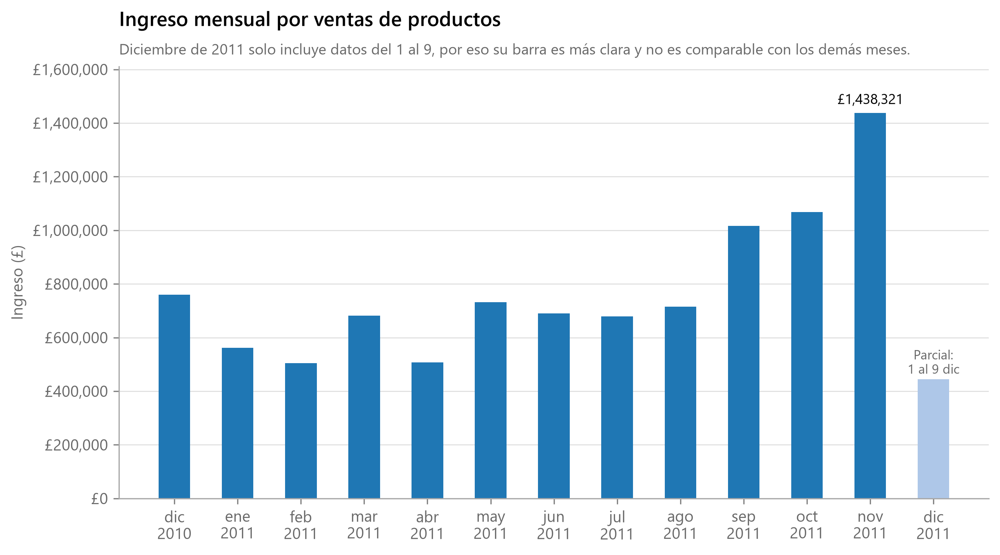 Ingreso mensual por ventas de productos
Diciembre de 2011 solo incluye datos del 1 al 9, por eso su barra es más clara y no es comparable con los demás meses.
£1,600,000
£1,400,000
£1,200,000
£1,000,000
£800,000
£600,000
£400,000
£200,000
£0
Ingreso (£)
£1,438,321
Parcial:
1 al 9 dic
dic
2010
ene
2011
feb
2011
mar
2011
abr
2011
may
2011
jun
2011
jul
2011
ago
2011
sep
2011
oct
2011
nov
2011
dic
2011